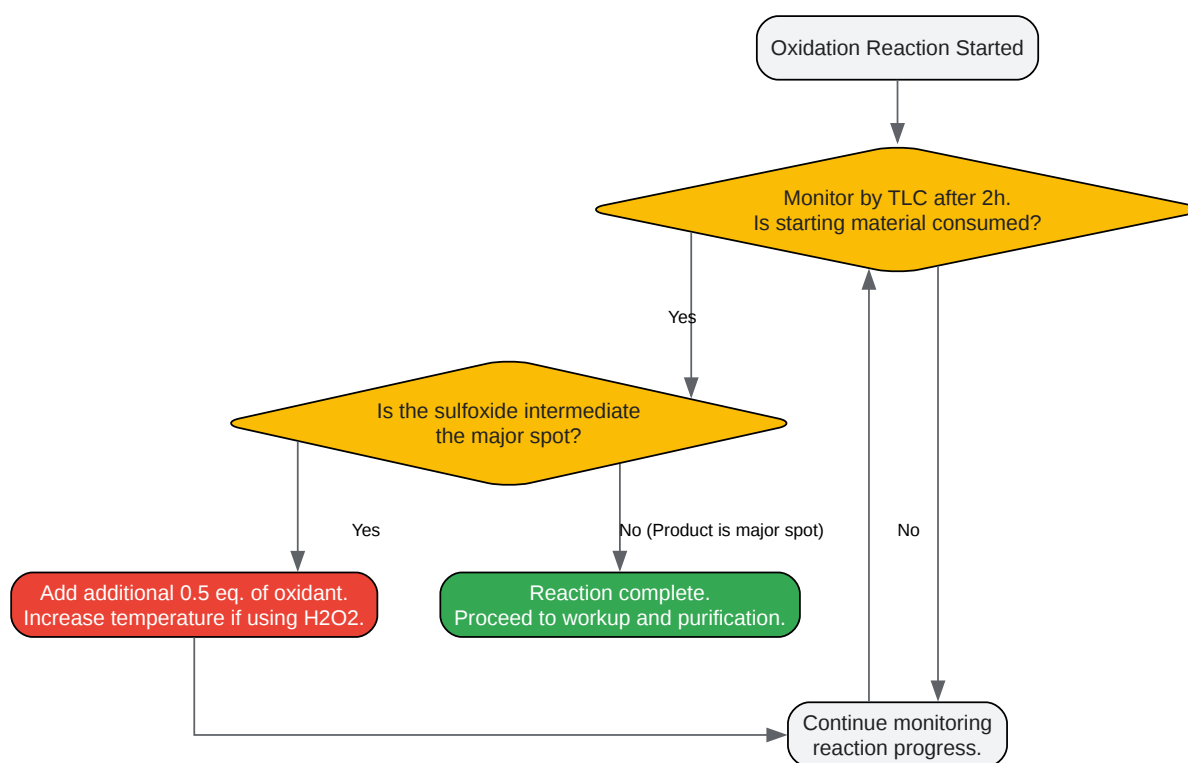 Oxidation Reaction Started
Monitor by TLC after 2h.
Is starting material consumed?
Yes
Is the sulfoxide intermediate
the major spot?
Yes
No (Product is major spot)
No
Add additional 0.5 eq. of oxidant.
Increase temperature if using H2O2.
Reaction complete.
Proceed to workup and purification.
Continue monitoring
reaction progress.